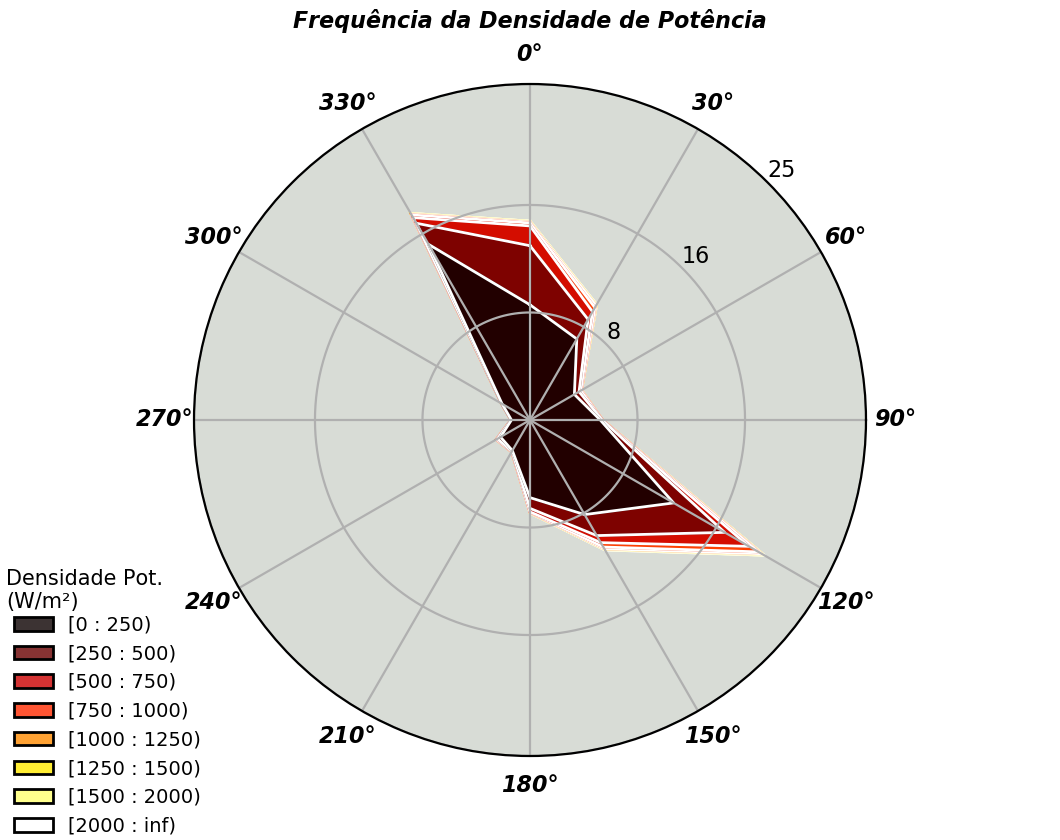 Frequência da Densidade de Potência
0°
330°
30°
25
300°
60°
16
8
270°
90°
Densidade Pot.
(W/m²)
240°
120°
[0 : 250)
[250 : 500)
[500 : 750)
[750 : 1000)
[1000 : 1250)
[1250 : 1500)
[1500 : 2000)
[2000 : inf)
210°
150°
180°